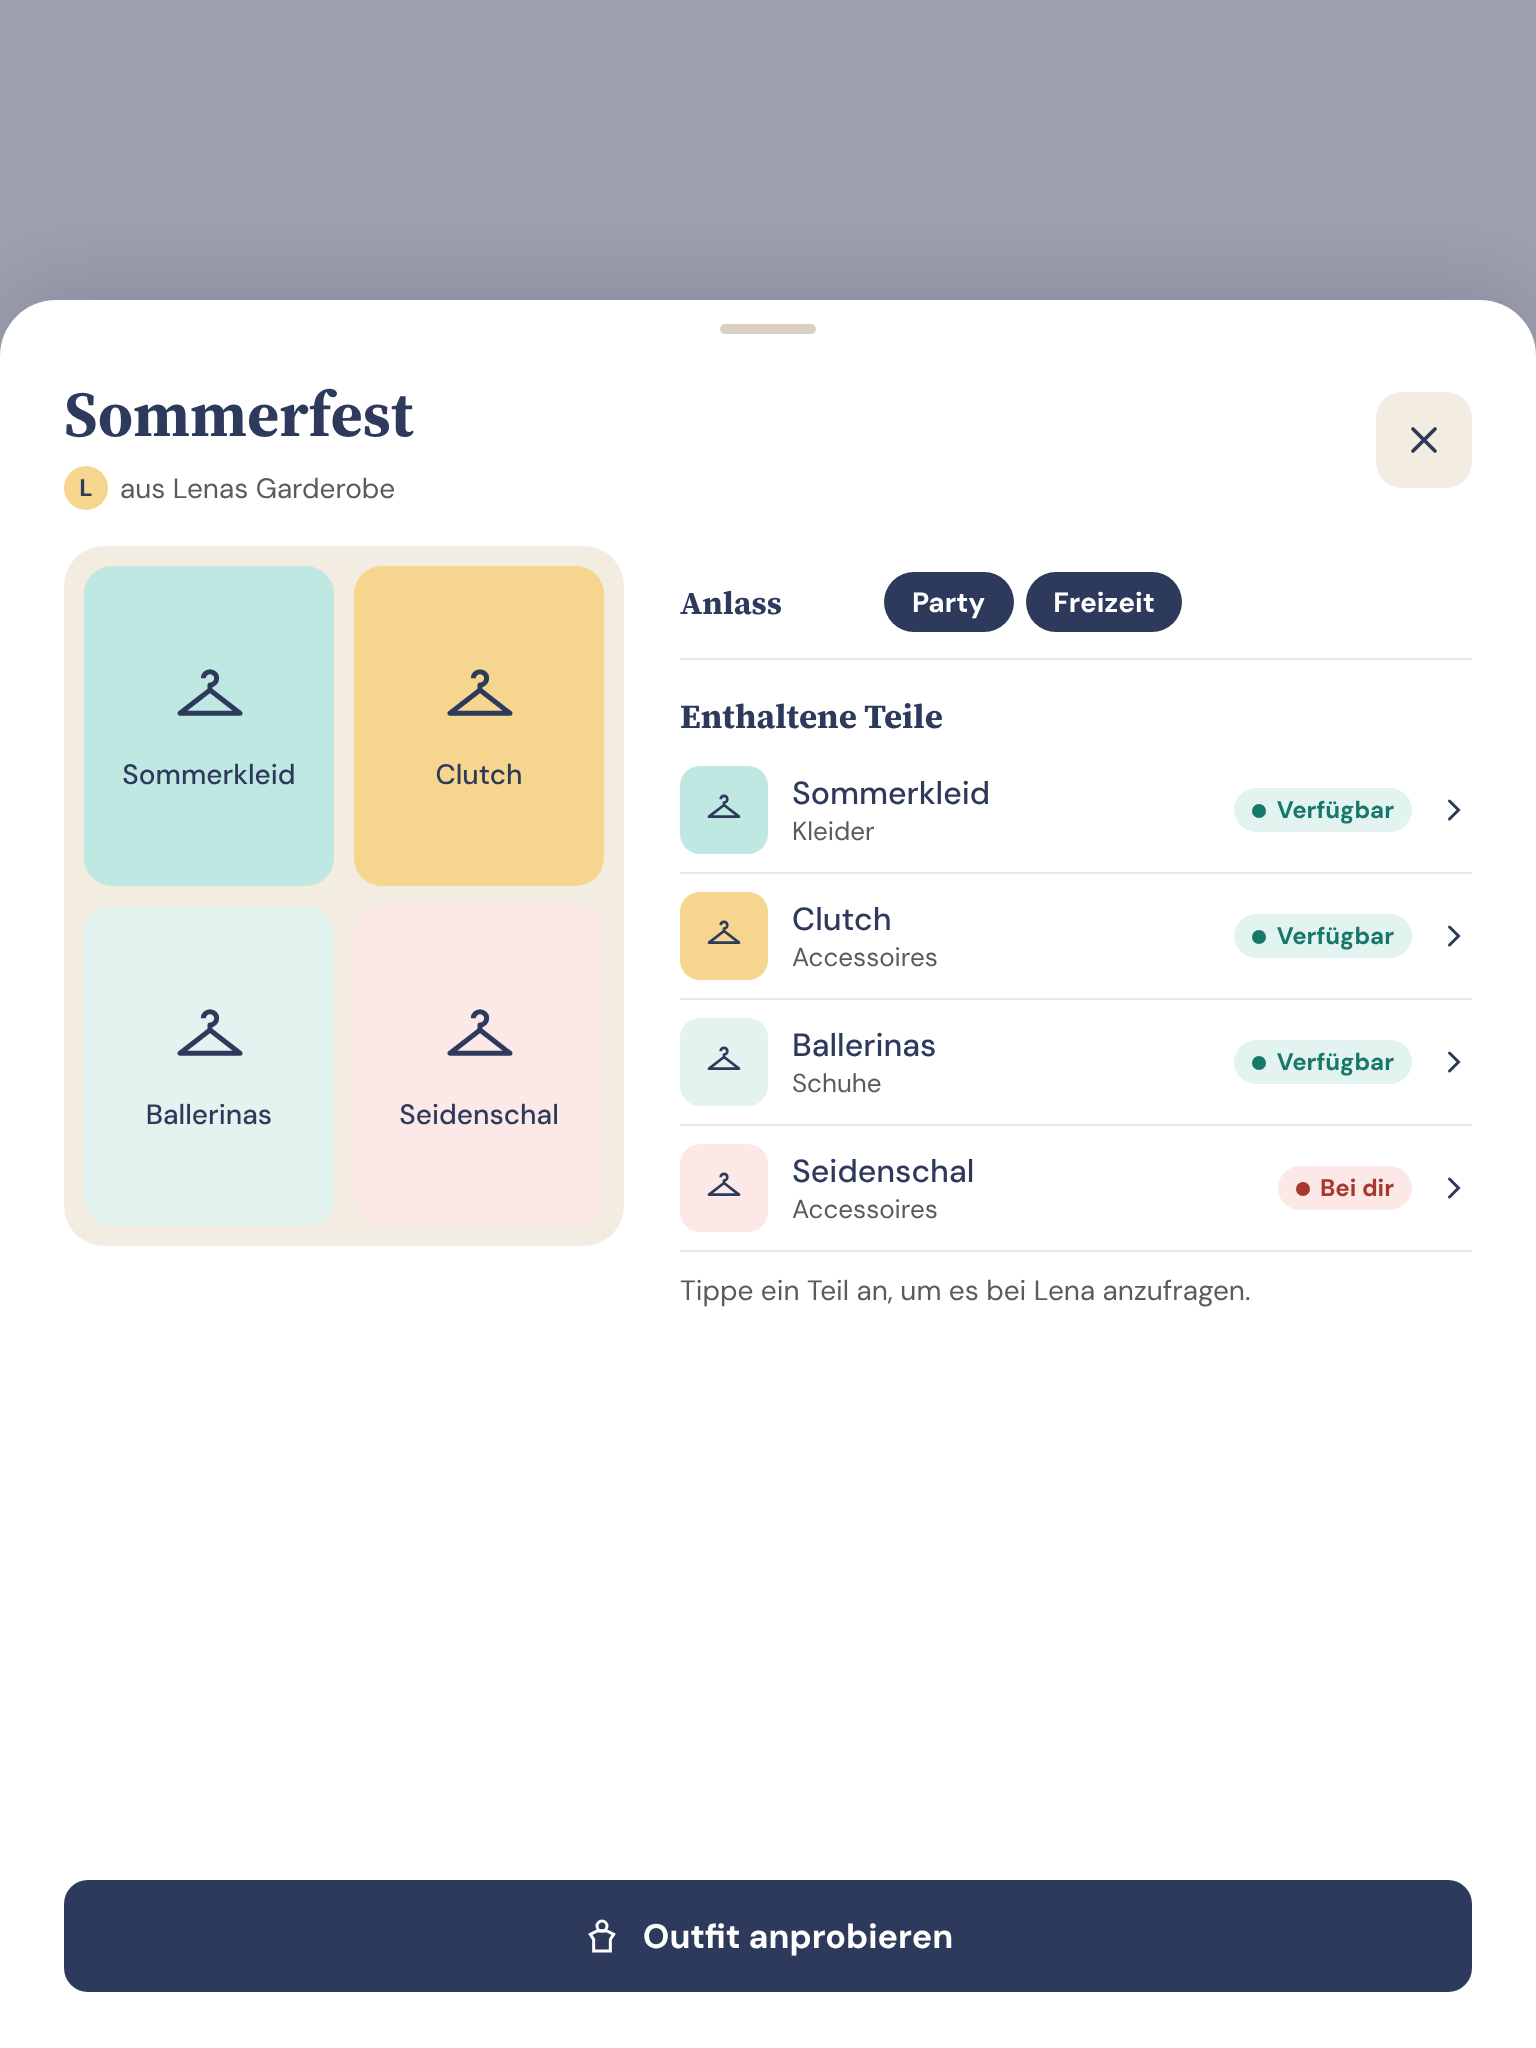 Sommerfest
L aus Lenas Garderobe
Sommerkleid
Clutch
Ballerinas
Seidenschal
Anlass Party Freizeit
Enthaltene Teile
Sommerkleid
Kleider
Verfügbar
Clutch
Accessoires
Verfügbar
Ballerinas
Schuhe
Verfügbar
Seidenschal
Accessoires
Bei dir
Tippe ein Teil an, um es bei Lena anzufragen.
Outfit anprobieren